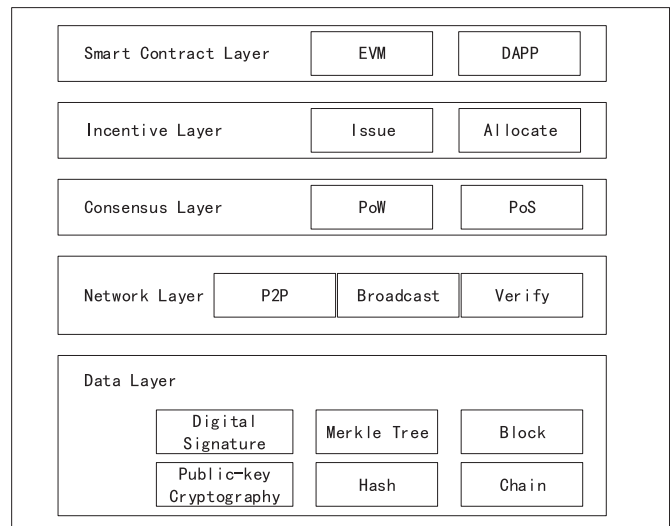 Smart Contract Layer EVM DAPP
Incentive Layer Issue Allocate
Consensus Layer PoW PoS
Network Layer P2P Broadcast Verify
Data Layer
Digital
Signature
Merkle Tree
Block
Public-key
Cryptography
Hash
Chain